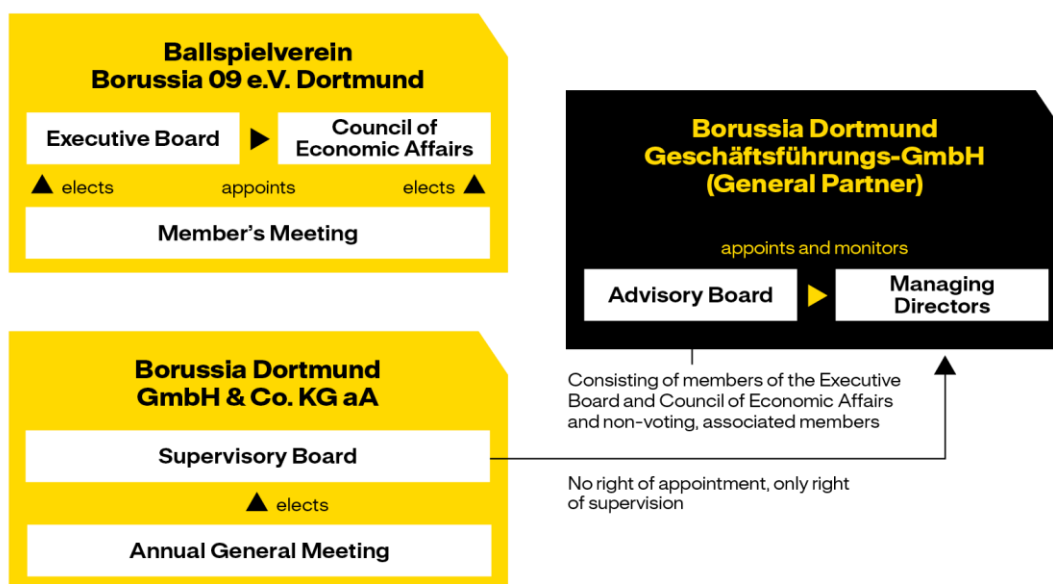 Ballspielverein
Borussia 09 e.V. Dortmund
Executive Board
Council of
Economic Affairs
elects
appoints
elects
Member’s Meeting
Borussia Dortmund
Geschäftsführungs-GmbH
(General Partner)
appoints and monitors
Advisory Board
Managing
Directors
Consisting of members of the Executive
Board and Council of Economic Affairs
and non-voting, associated members
Borussia Dortmund
GmbH & Co. KG aA
Supervisory Board
elects
Annual General Meeting
No right of appointment, only right
of supervision